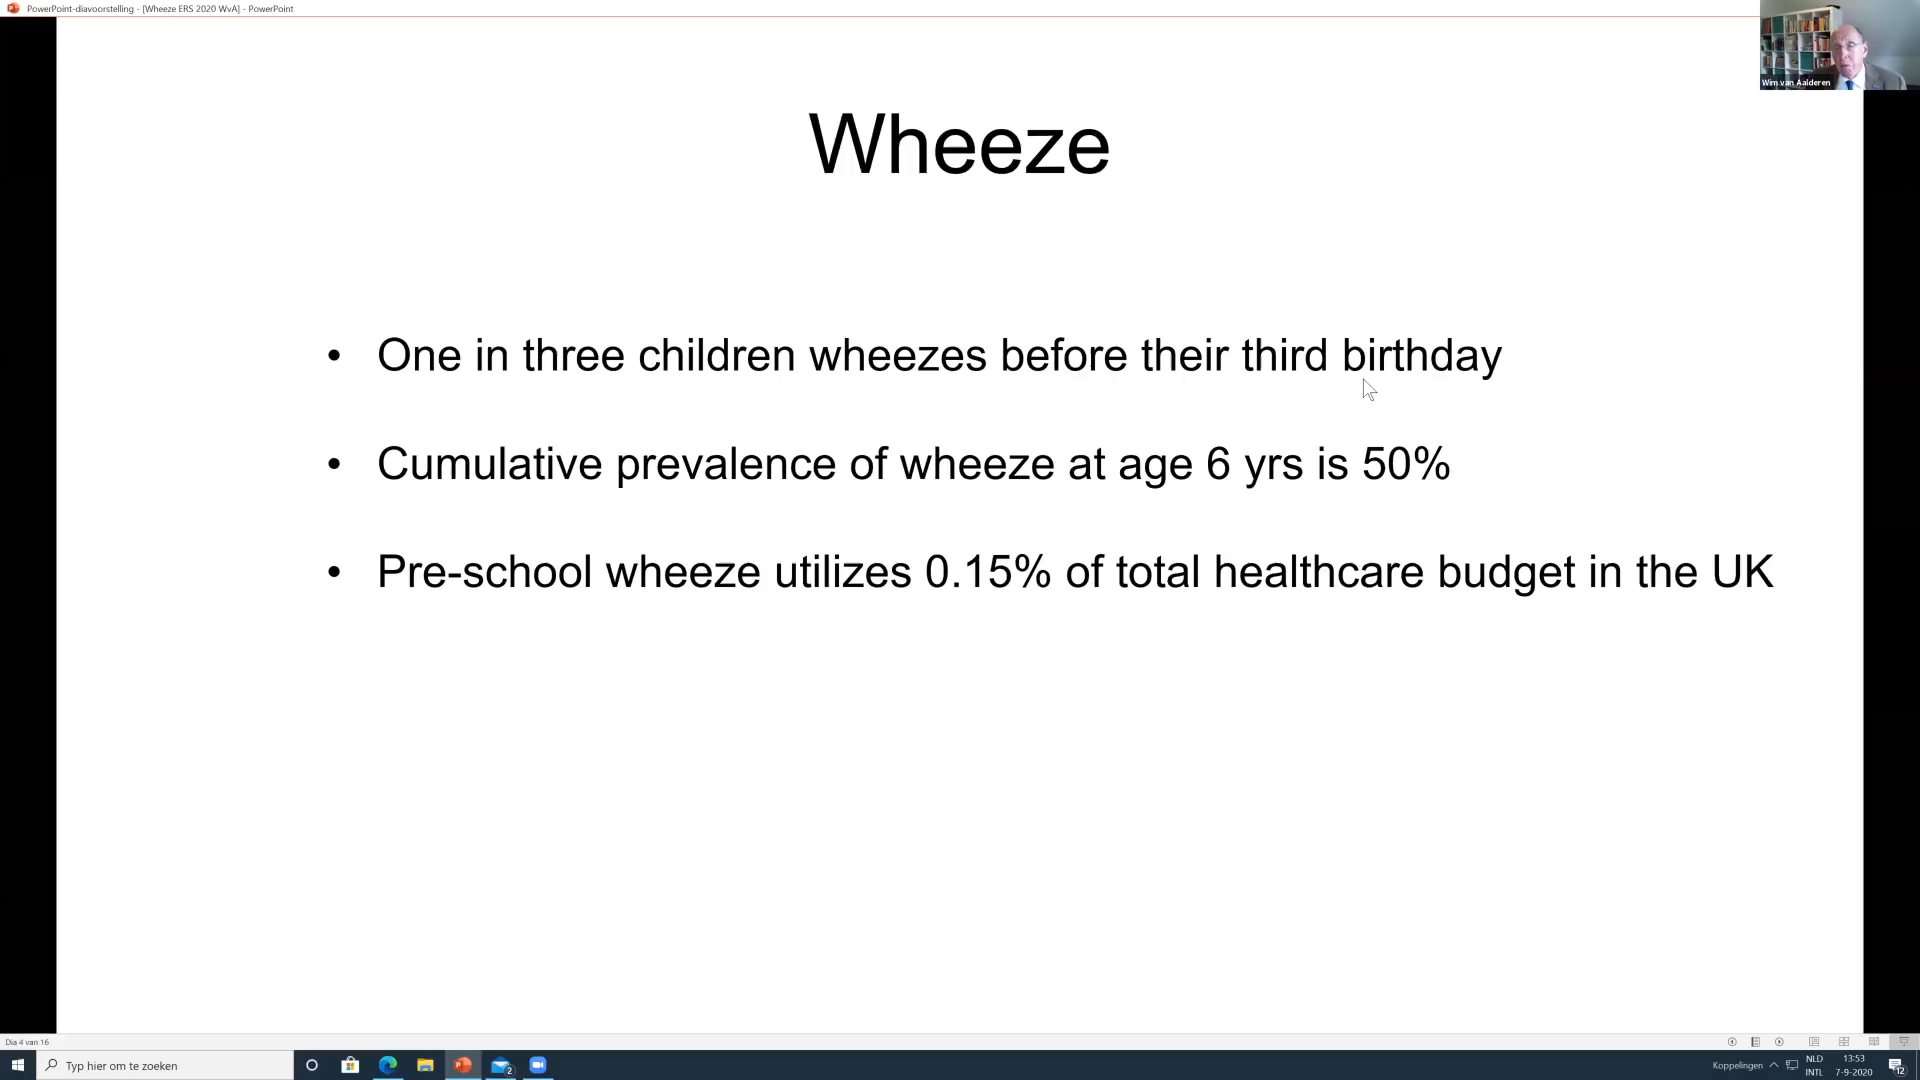 PowerPoint-diavoorstelling - [Wheeze ERS 2020 WvA] - PowerPoint
Wim van Aalderen
Wheeze
• One in three children wheezes before their third birthday
• Cumulative prevalence of wheeze at age 6 yrs is 50%
• Pre-school wheeze utilizes 0.15% of total healthcare budget in the UK
Dia 4 van 16
Typ hier om te zoeken
2
Koppelingen
NLD
INTL
13:53
7-9-2020
12